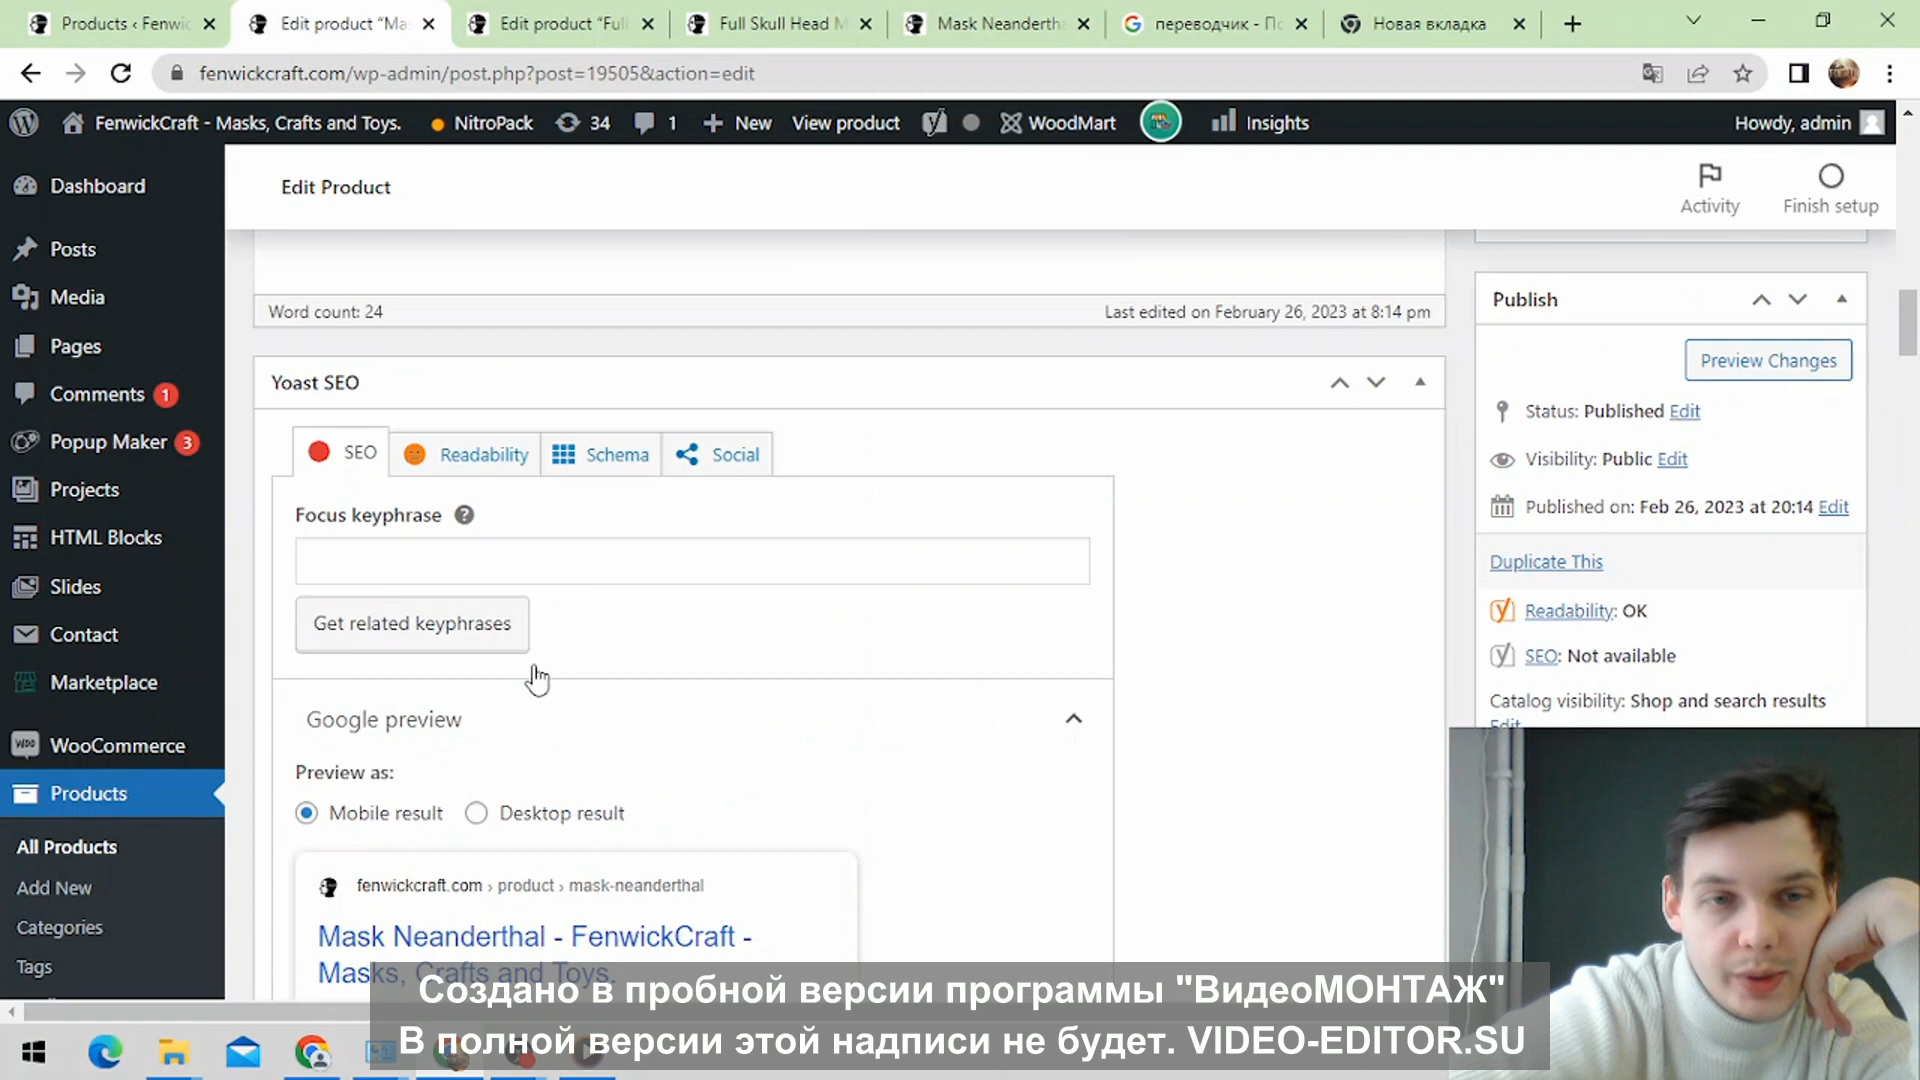 Products ‹ Fenwic
Edit product “Ma
Edit product “Full
Full Skull Head M
Mask Neandertha
переводчик - По
Новая вкладка
fenwickcraft.com/wp-admin/post.php?post=19505&action=edit
FenwickCraft - Masks, Crafts and Toys.
NitroPack
34
1
New
View product
WoodMart
Insights
Howdy, admin
Dashboard
Posts
Media
Pages
Comments 1
Popup Maker 3
Projects
HTML Blocks
Slides
Contact
Marketplace
WooCommerce
Products
All Products
Add New
Categories
Tags
Edit Product
Activity
Finish setup
Word count: 24
Last edited on February 26, 2023 at 8:14 pm
Yoast SEO
SEO
Readability
Schema
Social
Focus keyphrase
Get related keyphrases
Google preview
Preview as:
Mobile result
Desktop result
fenwickcraft.com › product › mask-neanderthal
Mask Neanderthal - FenwickCraft -
Masks, Crafts and Toys.
Publish
Preview Changes
Status: Published Edit
Visibility: Public Edit
Published on: Feb 26, 2023 at 20:14 Edit
Duplicate This
Readability: OK
SEO: Not available
Catalog visibility: Shop and search results
Edit
Создано в пробной версии программы "ВидеоМОНТАЖ"
В полной версии этой надписи не будет. VIDEO-EDITOR.SU